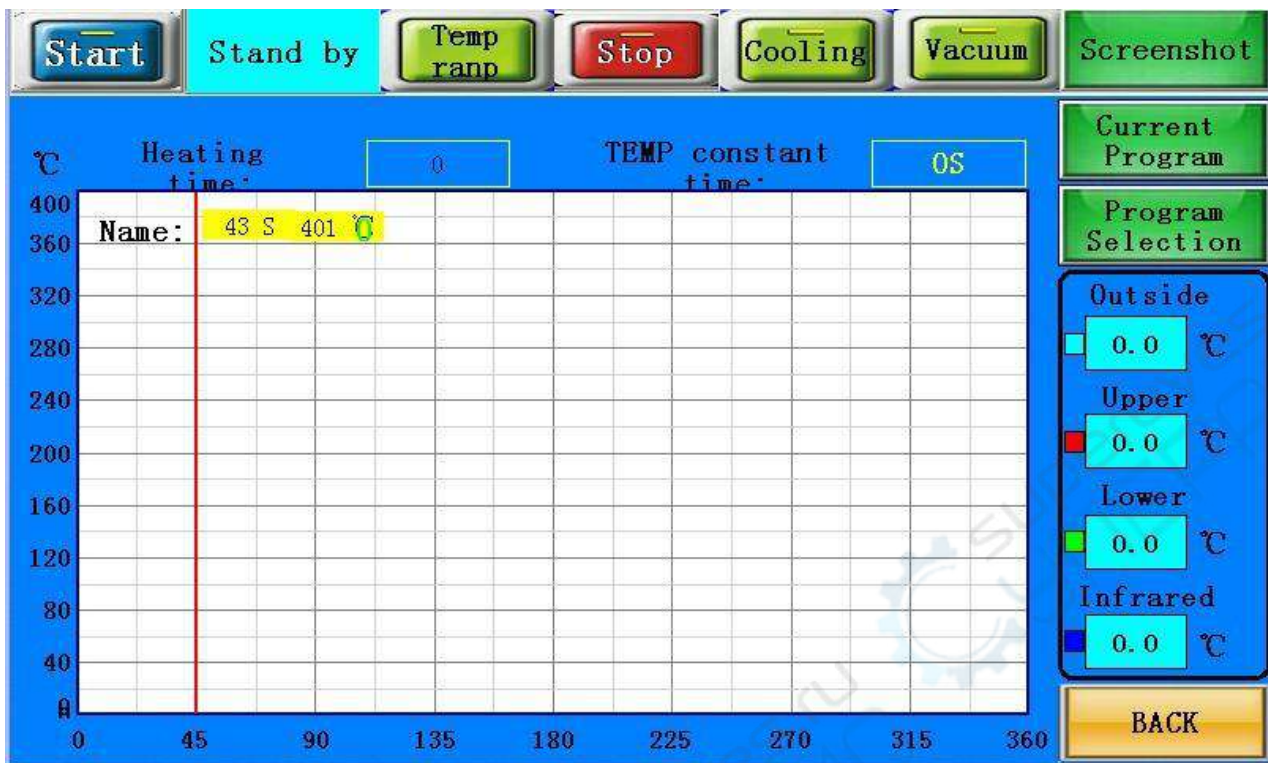 Start
Stand by
Temp
ranp
Stop
Cooling
Vacuum
Screenshot
Current
Program
℃
Heating
time:
0
TEMP constant
time:
0S
Program
Selection
Name:
43 S 401 ℃
400
360
320
280
240
200
160
120
80
40
0
0 45 90 135 180 225 270 315 360
Outside
0.0 ℃
Upper
0.0 ℃
Lower
0.0 ℃
Infrared
0.0 ℃
BACK